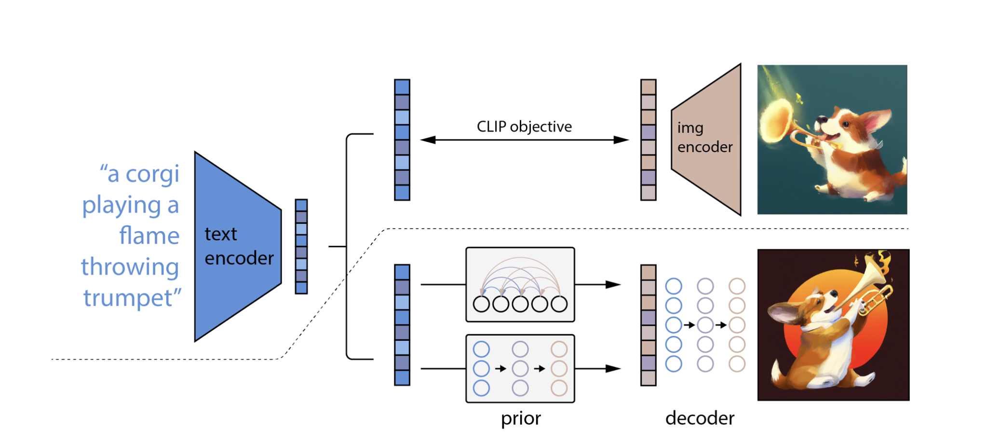 “a corgi
playing a
flame
throwing
trumpet”
text
encoder
CLIP objective
img
encoder
prior
decoder